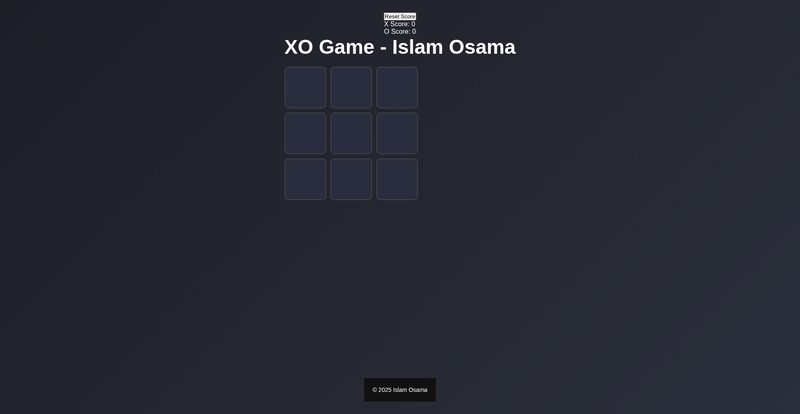 Reset Score
X Score: 0
O Score: 0
XO Game - Islam Osama
© 2025 Islam Osama